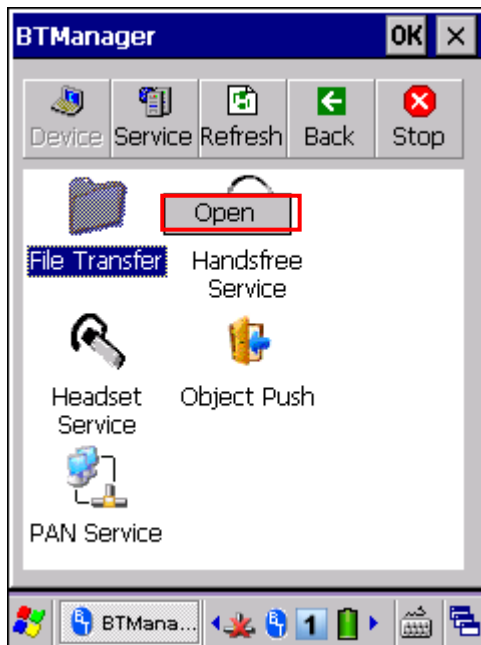 BTManager OK
Device Service Refresh Back Stop
Open
File Transfer Handsfree
Service
Headset Object Push
Service
PAN Service
BTMana... 1